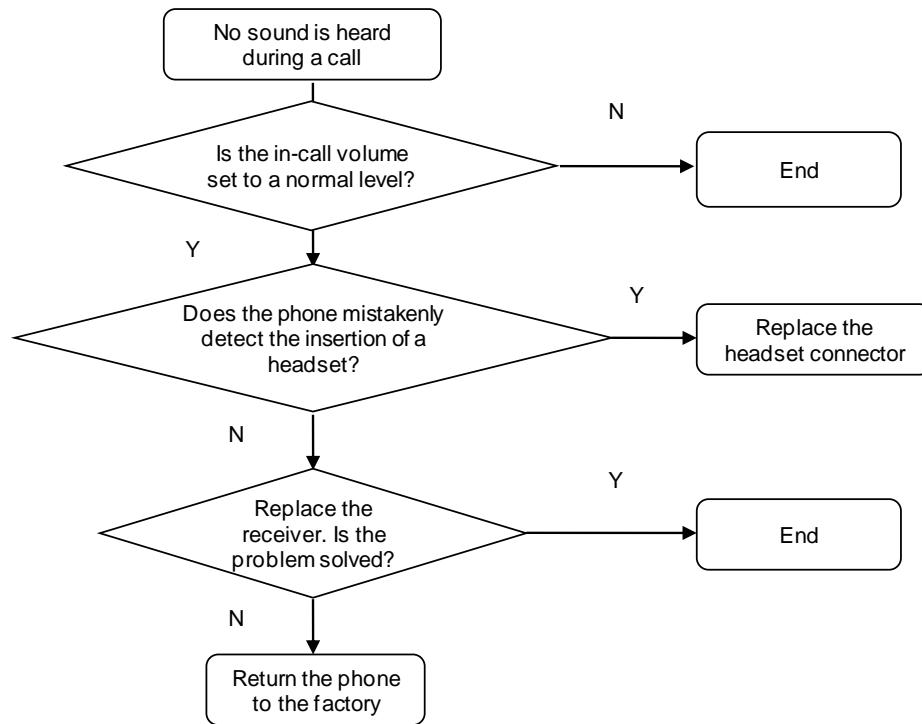 No sound is heard
during a call
N
Is the in-call volume
set to a normal level?
End
Y
Does the phone mistakenly
detect the insertion of a
headset?
Y
Replace the
headset connector
N
Y
Replace the
receiver. Is the
problem solved?
End
N
Return the phone
to the factory